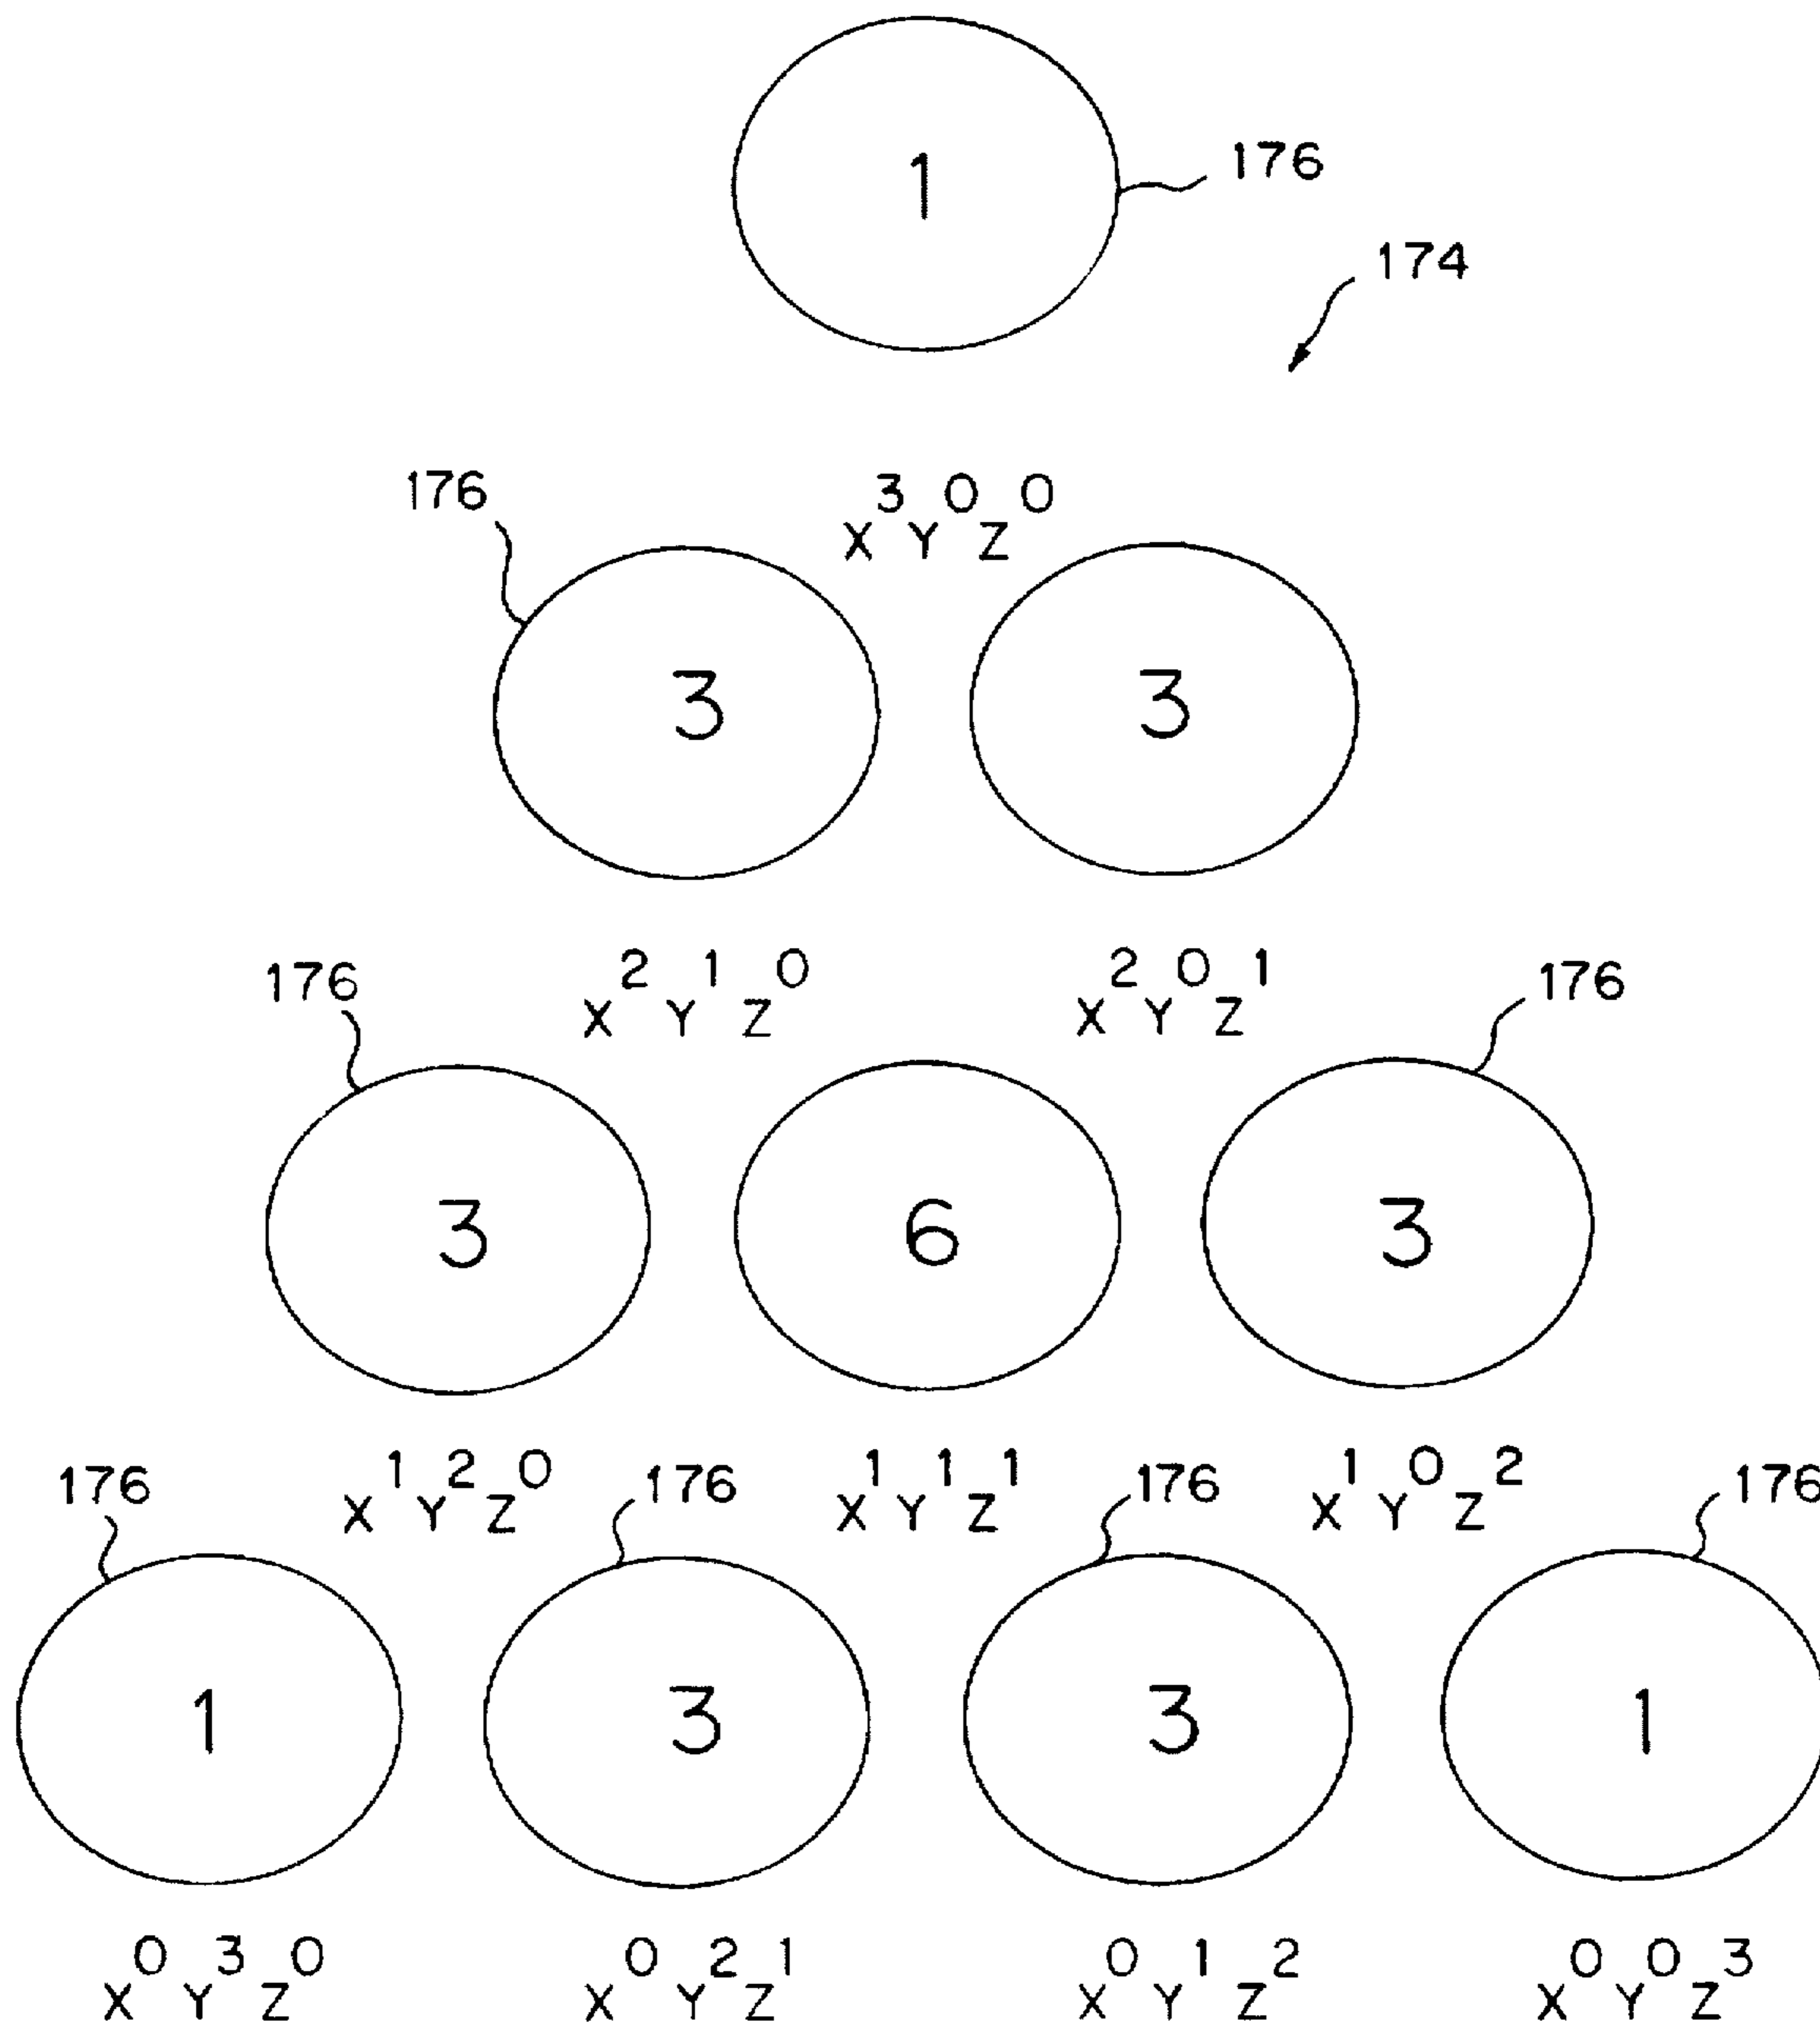 1
176
174
176
X³Y⁰Z⁰
3 3
176 176
X²Y¹Z⁰ X²Y⁰Z¹
3 6 3
176 176 176 176
X¹Y²Z⁰ X¹Y¹Z¹ X¹Y⁰Z²
1 3 3 1
X⁰Y³Z⁰ X⁰Y²Z¹ X⁰Y¹Z² X⁰Y⁰Z³